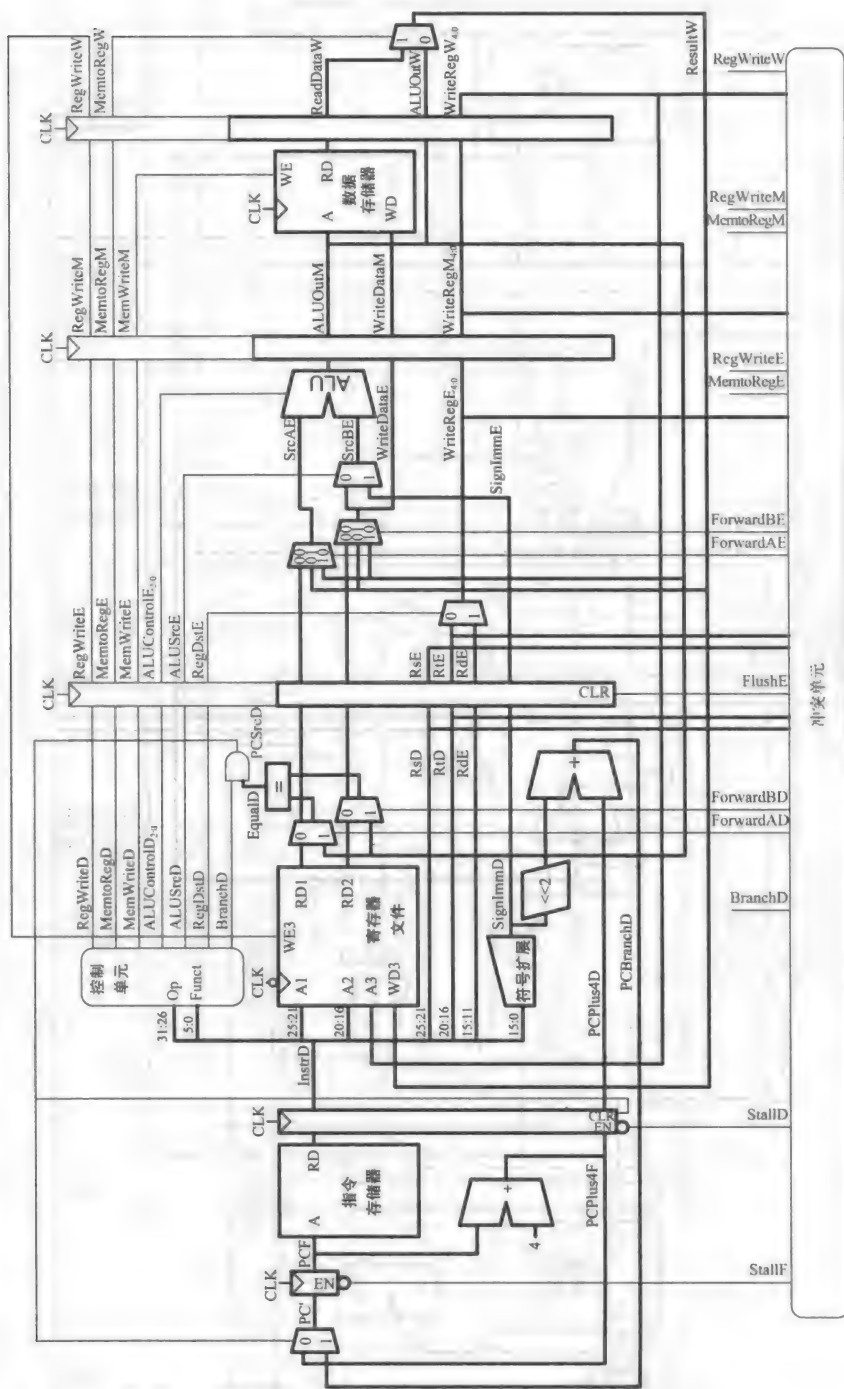 CLK
CLK
CLK
CLK
CLK
CLK
CLK
控制
单元
31:26
Op
5:0
Funct
RegWriteD
MemtoRegD
MemWriteD
ALUControlD2:0
ALUSrcD
RegDstD
BranchD
RegWriteE
MemtoRegE
MemWriteE
ALUControlE2:0
ALUSrcE
RegDstE
RegWriteM
MemtoRegM
MemWriteM
RegWriteW
MemtoRegW
PCSrcD
EqualD
=
0
1
PC'
EN
PCF
A
RD
指令
存储器
InstrD
25:21
20:16
A1
A2
A3
WD3
WE3
RD1
RD2
寄存器
文件
0
1
0
1
00
01
10
00
01
10
0
1
SrcAE
SrcBE
ALU
WriteDataE
ALUOutM
WriteDataM
CLK
WE
A
RD
数据
存储器
WD
ReadDataW
ALUOutW
1
0
25:21
20:16
15:11
RsD
RtD
RdE
RsE
RtE
RdE
0
1
WriteRegE4:0
WriteRegM4:0
WriteRegW4:0
15:0
符号扩展
SignImmD
SignImmE
<<2
+
4
+
CLR
EN
CLR
PCPlus4F
PCPlus4D
PCBranchD
ResultW
StallF
StallD
BranchD
ForwardAD
ForwardBD
FlushE
ForwardAE
ForwardBE
MemtoRegE
RegWriteE
MemtoRegM
RegWriteM
RegWriteW
冲突单元